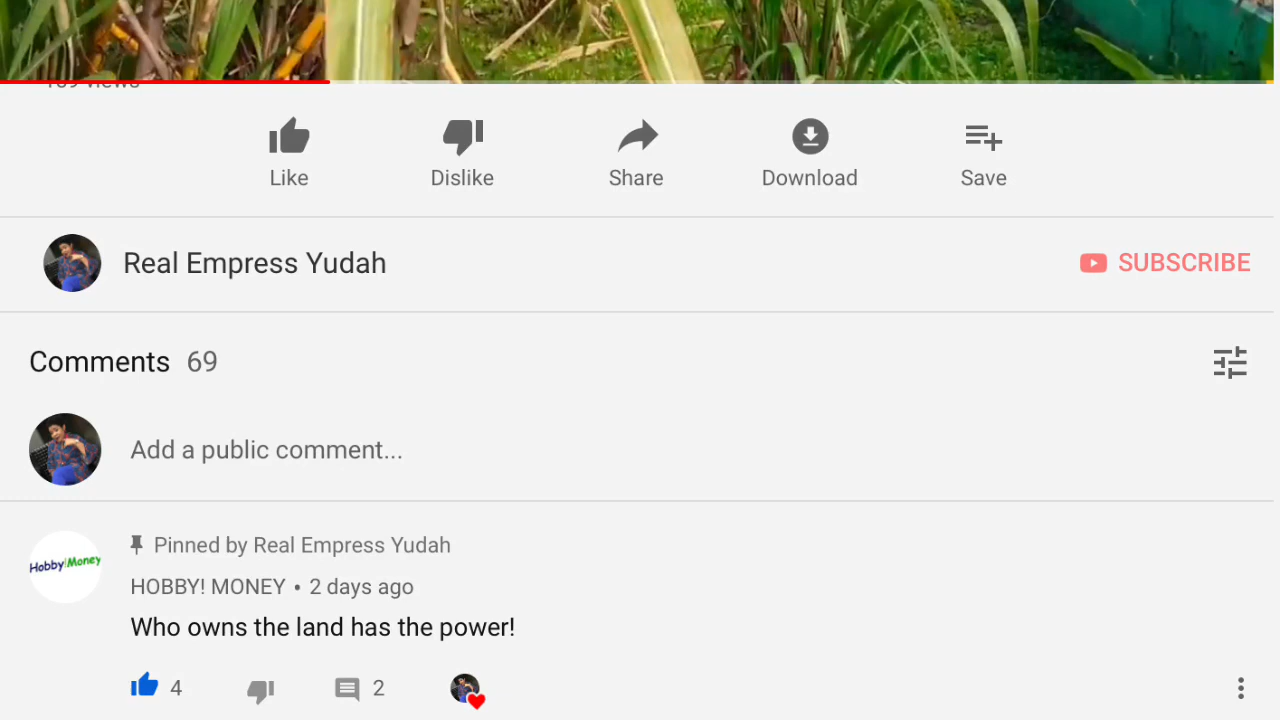 Like Dislike Share Download Save
Real Empress Yudah SUBSCRIBE
Comments 69
Add a public comment...
Pinned by Real Empress Yudah
Hobby!Money
HOBBY! MONEY • 2 days ago
Who owns the land has the power!
4 2